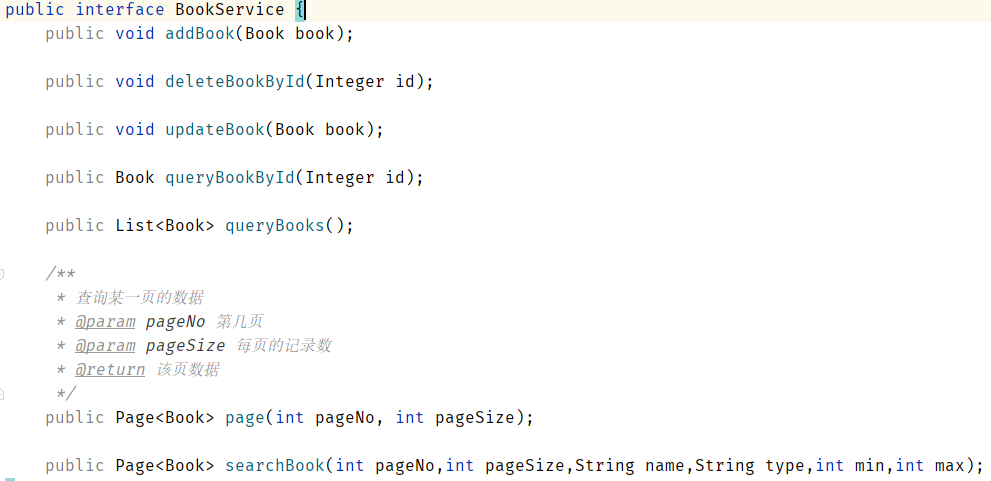 public interface BookService {
public void addBook(Book book);
public void deleteBookById(Integer id);
public void updateBook(Book book);
public Book queryBookById(Integer id);
public List<Book> queryBooks();
/**
* 查询某一页的数据
* @param pageNo 第几页
* @param pageSize 每页的记录数
* @return 该页数据
*/
public Page<Book> page(int pageNo, int pageSize);
public Page<Book> searchBook(int pageNo,int pageSize,String name,String type,int min,int max);